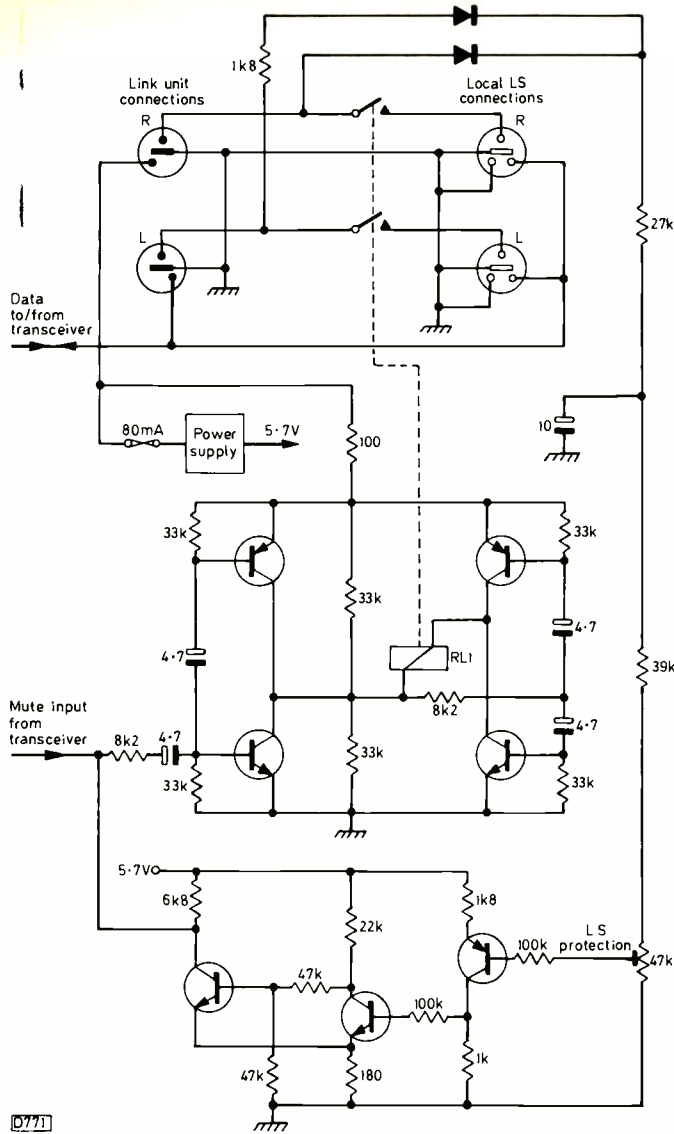 1k8
Link unit
connections
Local LS
connections
R
R
27k
L
L
Data
to/from
transceiver
80mA
Power
supply
5·7V
100
10
33k
33k
33k
4·7
4·7
RL1
39k
Mute input
from
transceiver
8k2
8k2
4·7
4·7
33k
33k
33k
5·7V
6k8
22k
1k8
LS
protection
100k
47k
47k
100k
47k
180
1k
D771